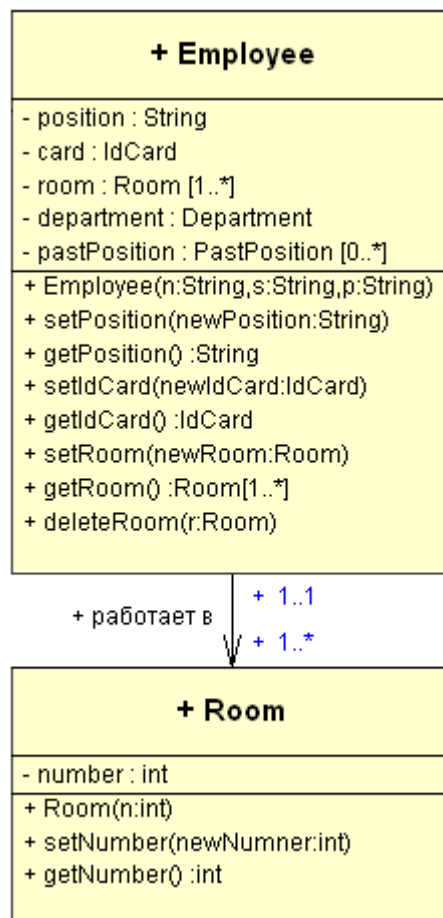 + Employee
- position : String
- card : IdCard
- room : Room [1..*]
- department : Department
- pastPosition : PastPosition [0..*]
+ Employee(n:String,s:String,p:String)
+ setPosition(newPosition:String)
+ getPosition() :String
+ setIdCard(newIdCard:IdCard)
+ getIdCard() :IdCard
+ setRoom(newRoom:Room)
+ getRoom() :Room[1..*]
+ deleteRoom(r:Room)
+ 1..1
+ работает в
+ 1..*
+ Room
- number : int
+ Room(n:int)
+ setNumber(newNumner:int)
+ getNumber() :int